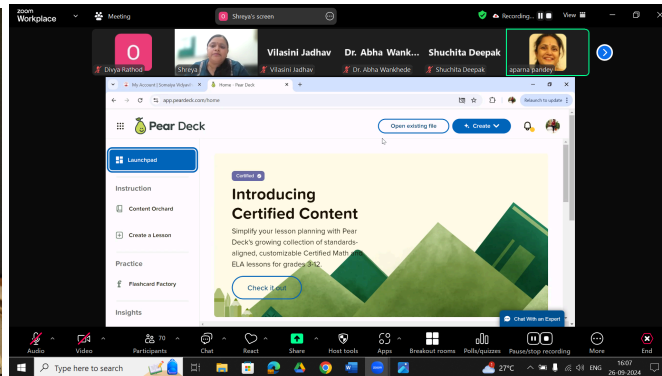 zoom
Workplace
Meeting
Shreya's screen
Recording...
View
O
Divya Rathod
Shreya
Vilasini Jadhav
Vilasini Jadhav
Dr. Abha Wank...
Dr. Abha Wankhede
Shuchita Deepak
Shuchita Deepak
aparna pandey
Home - Pear Deck
app.peardeck.com/home
Relaunch to update
Pear Deck
Open existing file
Create
Launchpad
Instruction
Content Orchard
Create a Lesson
Practice
Flashcard Factory
Insights
Certified
Introducing
Certified Content
Simplify your lesson planning with Pear
Deck's growing collection of standards-
aligned, customizable Certified Math and
ELA lessons for grades 3-12
Check it out
Chat With an Expert
Audio
Video
70
Participants
Chat
React
Share
Host tools
Apps
Breakout rooms
Polls/quizzes
Pause/stop recording
More
End
Type here to search
27°C
ENG
16:07
26-09-2024